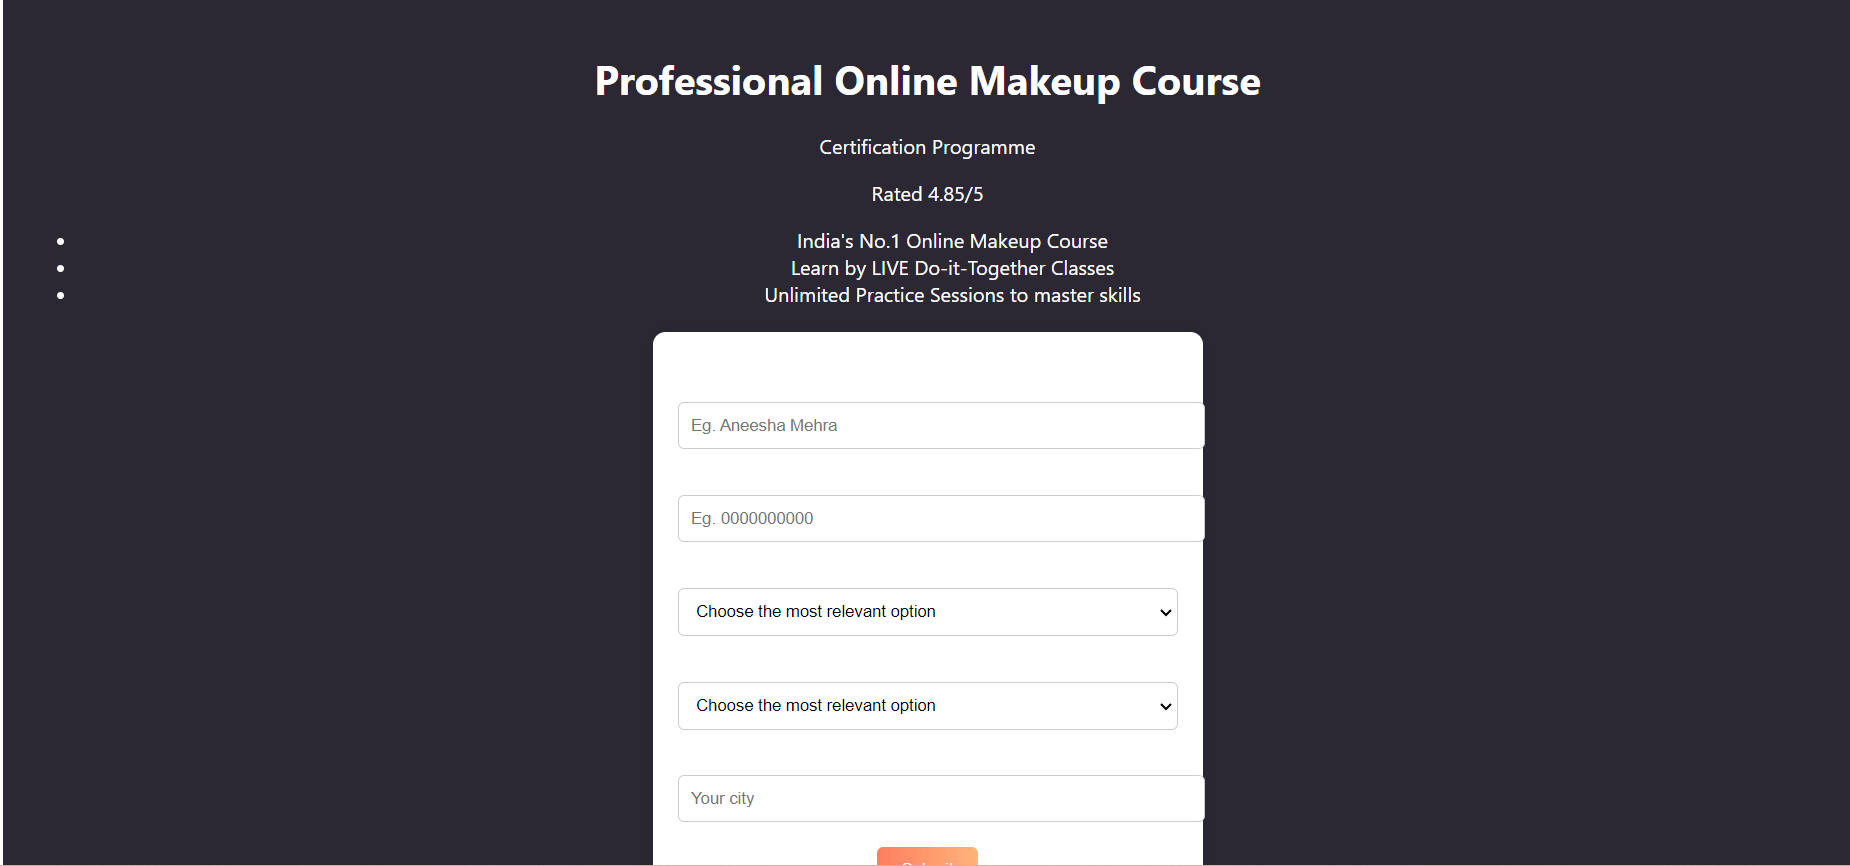 Professional Online Makeup Course
Certification Programme
Rated 4.85/5
India's No.1 Online Makeup Course
Learn by LIVE Do-it-Together Classes
Unlimited Practice Sessions to master skills
Eg. Aneesha Mehra
Eg. 0000000000
Choose the most relevant option
Choose the most relevant option
Your city